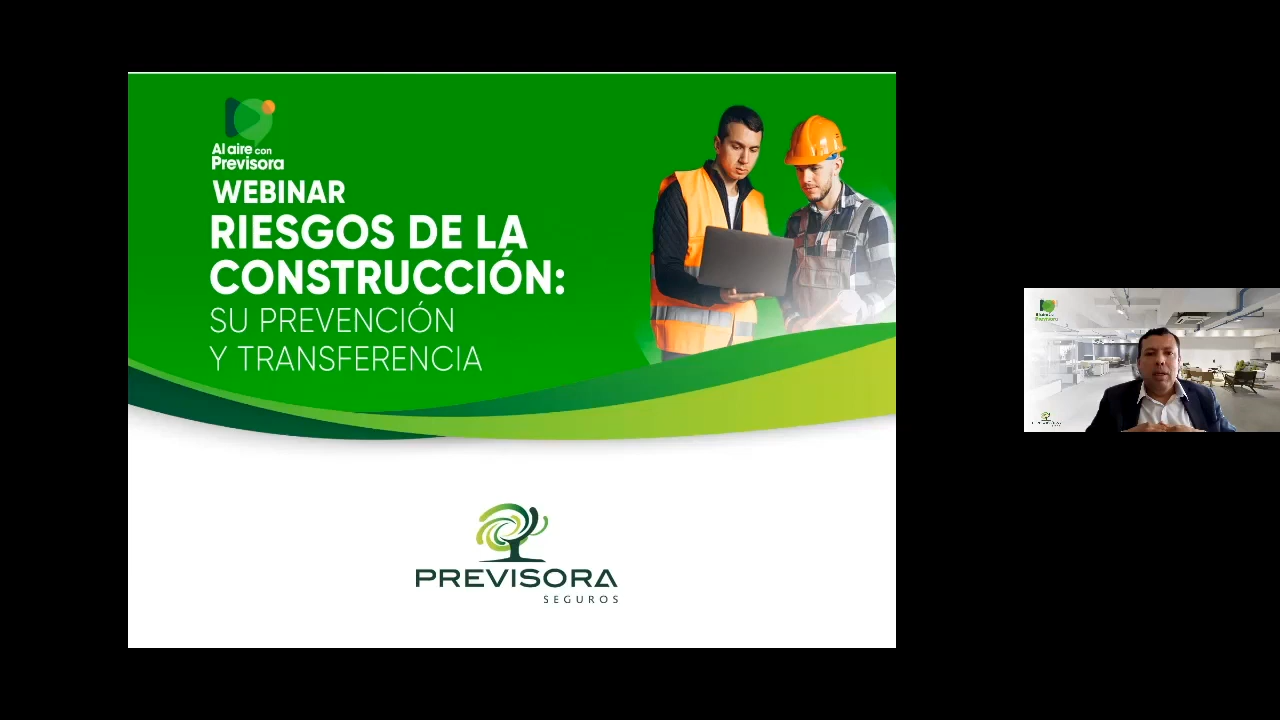 Al aire con
Previsora
WEBINAR
RIESGOS DE LA
CONSTRUCCIÓN:
SU PREVENCIÓN
Y TRANSFERENCIA
PREVISORA
SEGUROS